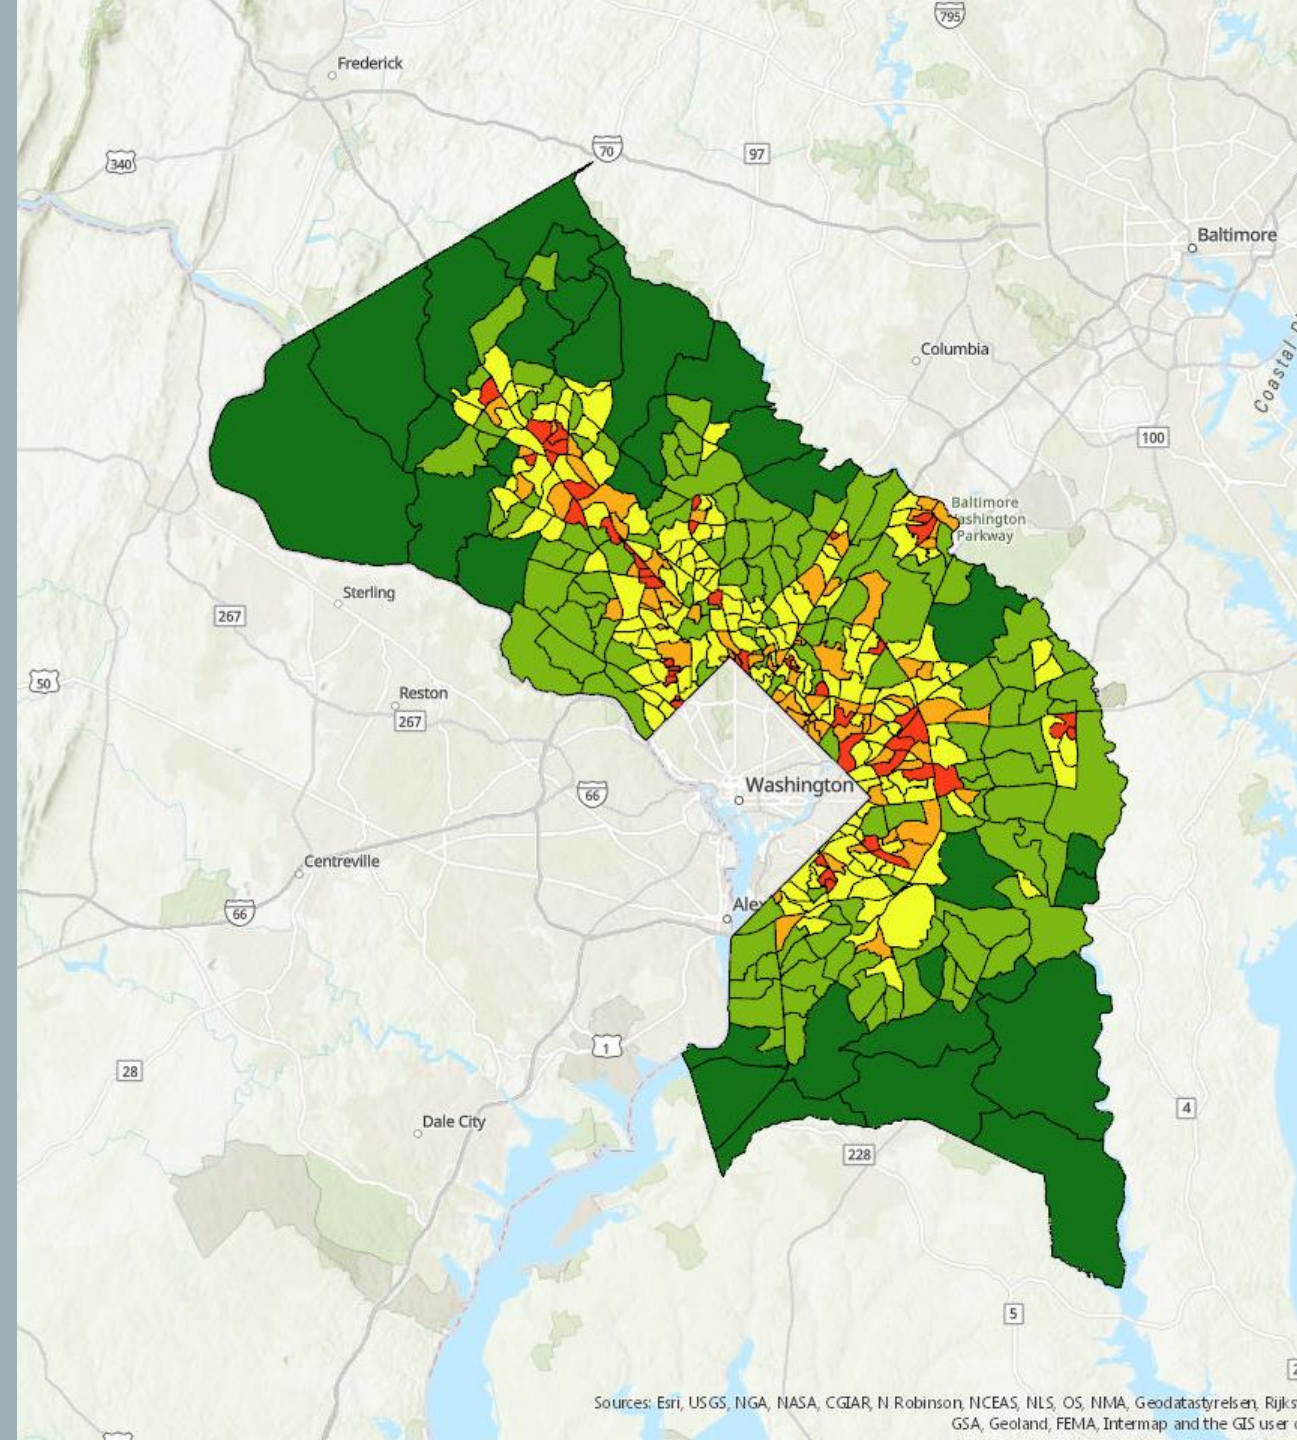 795
Frederick
70
97
340
Baltimore
Columbia
Coastal
100
Baltimore
Washington
Parkway
Sterling
267
50
Reston
267
Washington
66
Centreville
Alex
66
1
28
Dale City
4
228
5
Sources: Esri, USGS, NGA, NASA, CGIAR, N Robinson, NCEAS, NLS, OS, NMA, Geodatastyrelsen, Rijks
GSA, Geoland, FEMA, Intermap and the GIS user